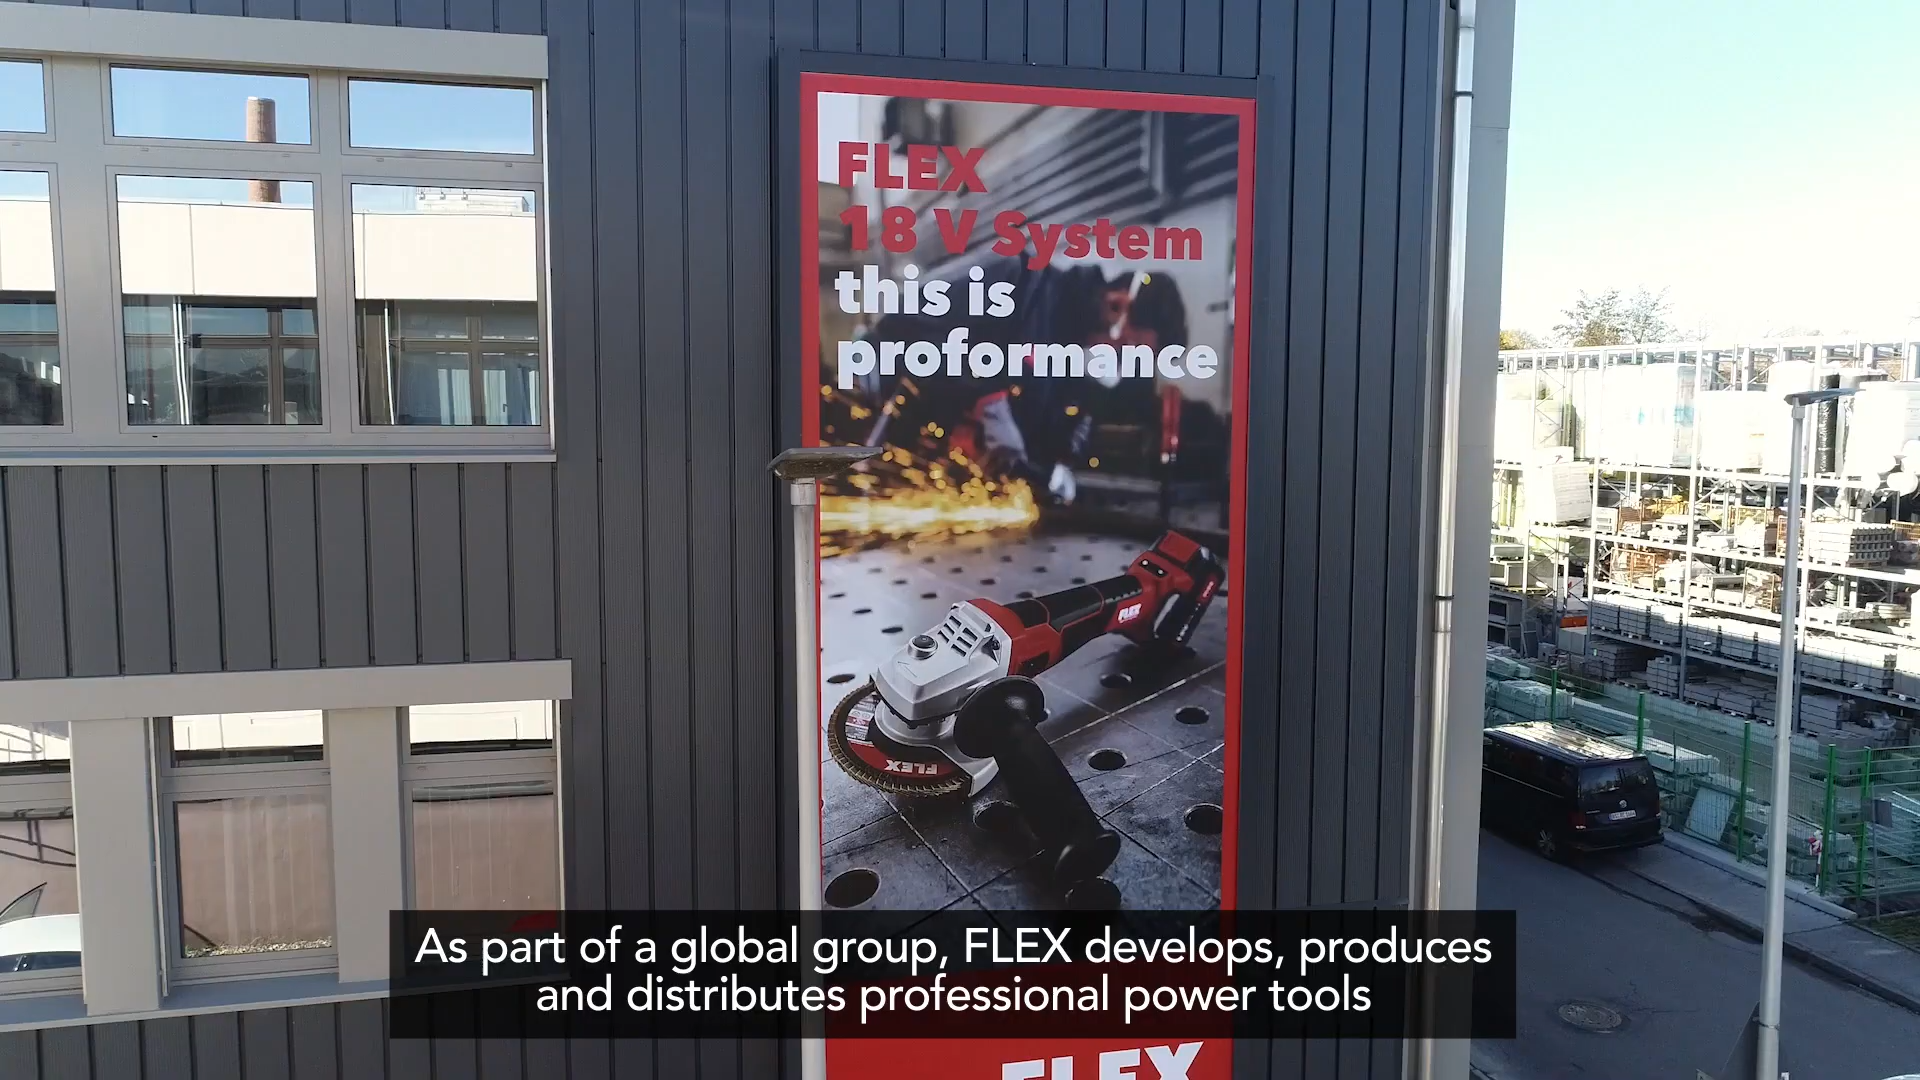 FLEX
18 V System
this is
proformance
FLEX
FLEX
As part of a global group, FLEX develops, produces
and distributes professional power tools
FLEX